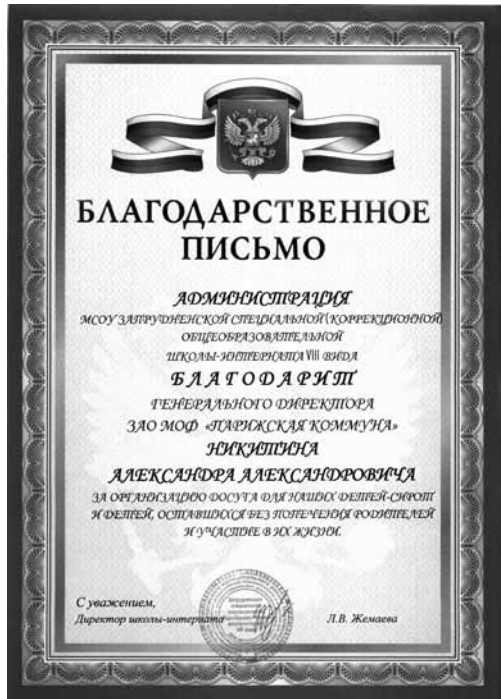 БЛАГОДАРСТВЕННОЕ
ПИСЬМО
АДМИНИСТРАЦИЯ
МСОУ ЗАПРУДНЕНСКОЙ СПЕЦИАЛЬНОЙ (КОРРЕКЦИОННОЙ)
ОБЩЕОБРАЗОВАТЕЛЬНОЙ
ШКОЛЫ-ИНТЕРНАТА VIII ВИДА
БЛАГОДАРИТ
ГЕНЕРАЛЬНОГО ДИРЕКТОРА
ЗАО МОФ «ПАРИЖСКАЯ КОММУНА»
НИКИТИНА
АЛЕКСАНДРА АЛЕКСАНДРОВИЧА
ЗА ОРГАНИЗАЦИЮ ДОСУГА ДЛЯ НАШИХ ДЕТЕЙ-СИРОТ
И ДЕТЕЙ, ОСТАВШИХСЯ БЕЗ ПОПЕЧЕНИЯ РОДИТЕЛЕЙ
И УЧАСТИЕ В ИХ ЖИЗНИ.
С уважением,
Директор школы-интерната Л.В. Жемаева